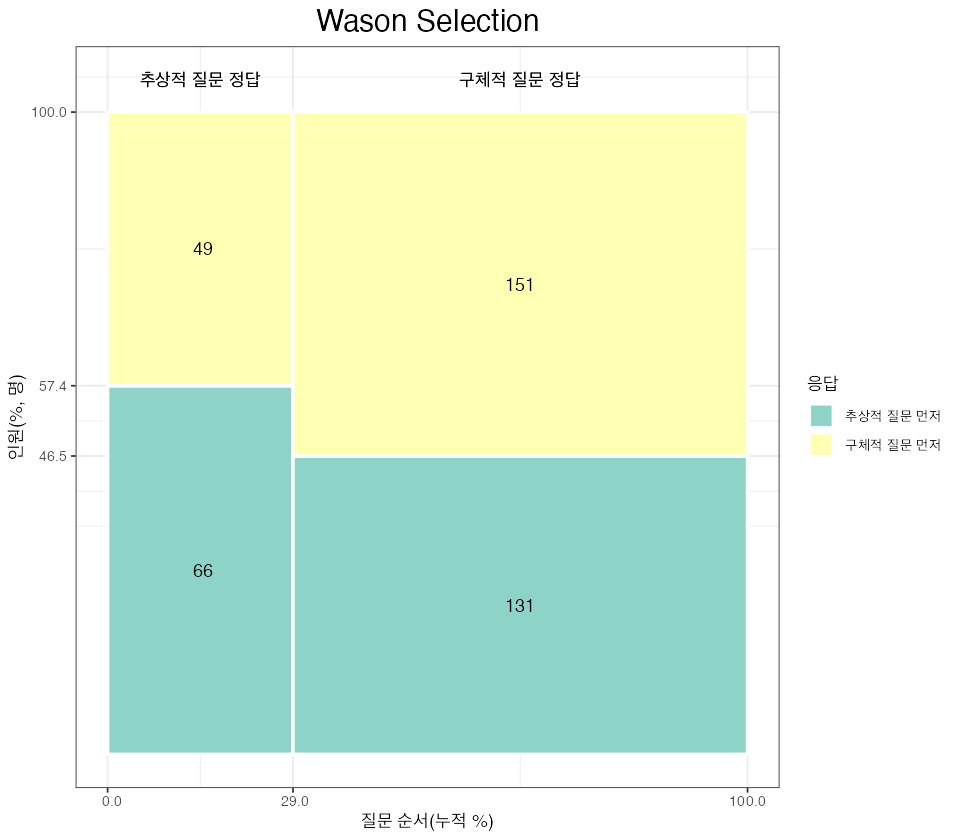 Wason Selection
추상적 질문 정답
구체적 질문 정답
100.0
49
151
57.4
46.5
66
131
인원(%, 명)
응답
추상적 질문 먼저
구체적 질문 먼저
0.0
29.0
100.0
질문 순서(누적 %)